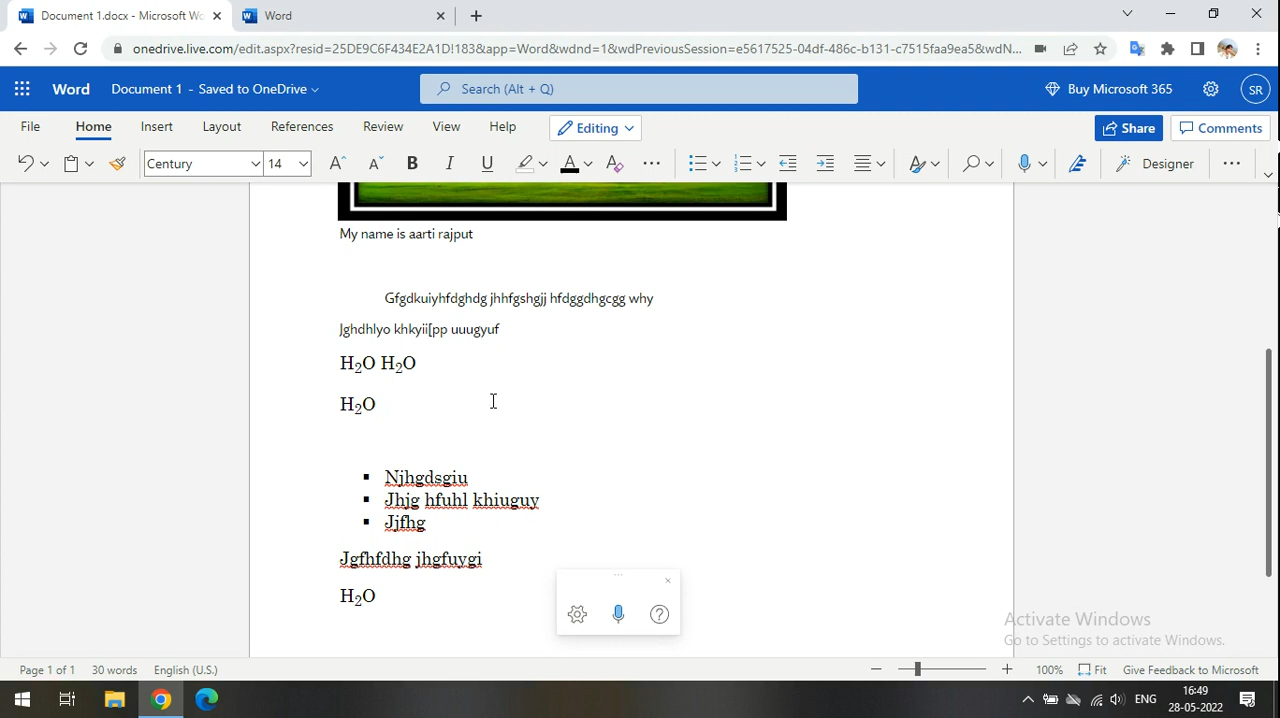 Document 1.docx - Microsoft Wo
Word
onedrive.live.com/edit.aspx?resid=25DE9C6F434E2A1D!183&app=Word&wdnd=1&wdPreviousSession=e5617525-04df-486c-b131-c7515faa9ea5&wdN...
Word Document 1 - Saved to OneDrive
Search (Alt + Q)
Buy Microsoft 365
SR
File Home Insert Layout References Review View Help Editing Share Comments
Century 14 B I U A Designer
My name is aarti rajput
Gfgdkuiyhfdghdg jhhfgshgjj hfdggdhgcgg why
Jghdhlyo khkyii[pp uuugyuf
H₂O H₂O
H₂O
▪ Njhgdsgiu
▪ Jhjg hfuhl khiuguy
▪ Jjfhg
Jgfhfdhg jhgfuygi
H₂O
Activate Windows
Go to Settings to activate Windows.
Page 1 of 1 30 words English (U.S.) 100% Fit Give Feedback to Microsoft
ENG
16:49
28-05-2022